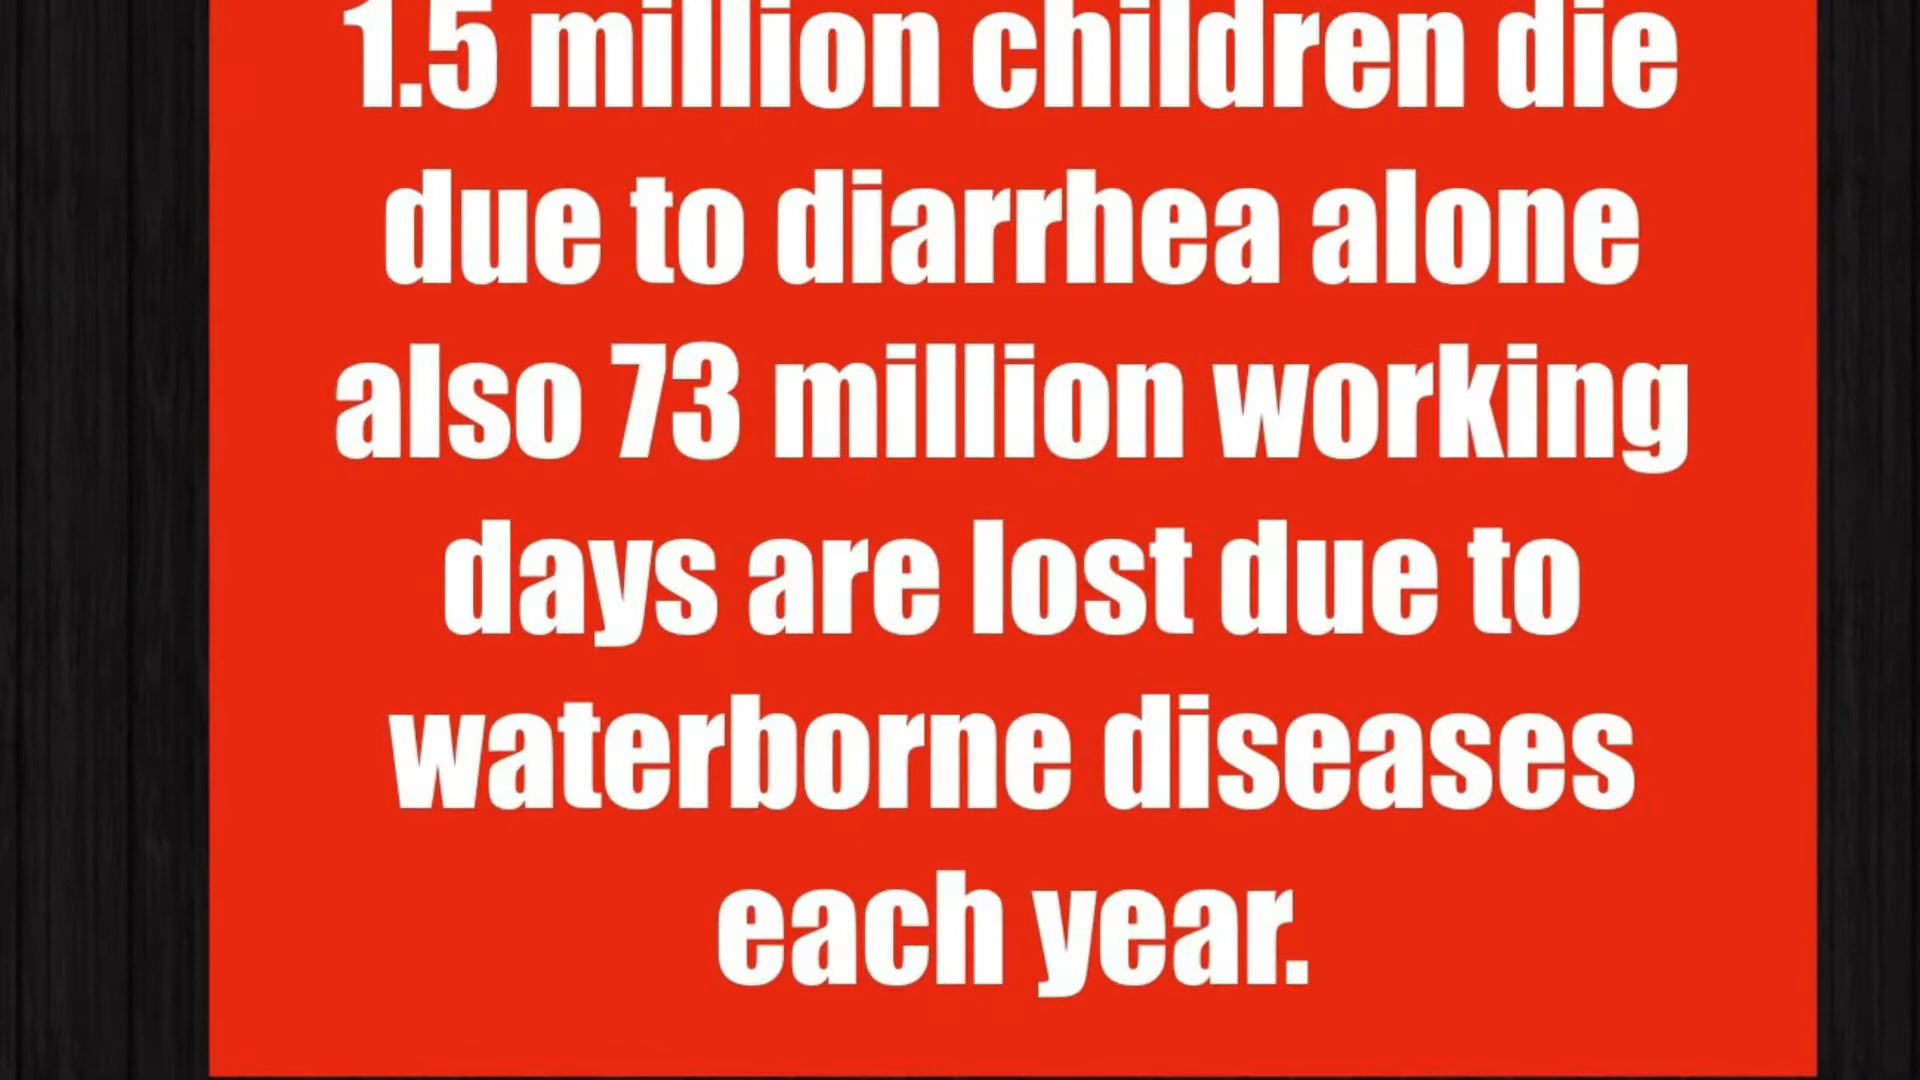 1.5 million children die
due to diarrhea alone
also 73 million working
days are lost due to
waterborne diseases
each year.